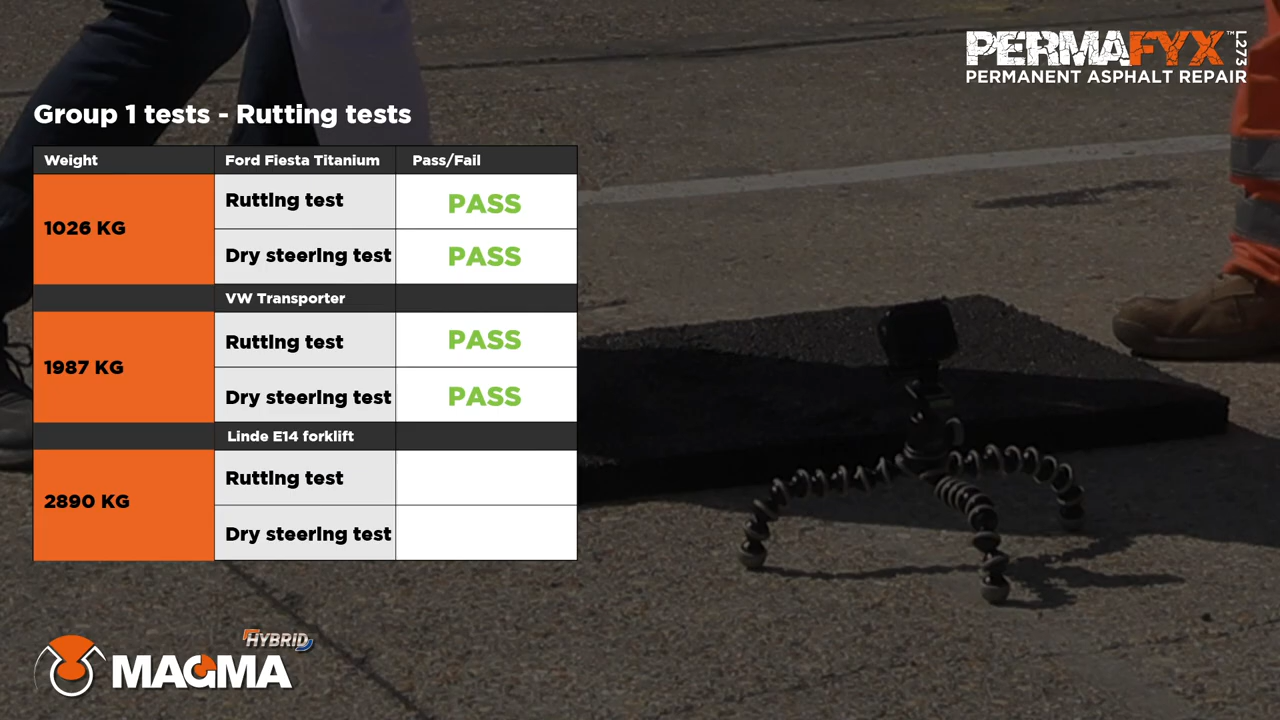 PERMAFYX™ L273
PERMANENT ASPHALT REPAIR
Group 1 tests - Rutting tests
Weight Ford Fiesta Titanium Pass/Fail
1026 KG
Rutting test PASS
Dry steering test PASS
VW Transporter
1987 KG
Rutting test PASS
Dry steering test PASS
Linde E14 forklift
2890 KG
Rutting test
Dry steering test
HYBRID
MAGMA